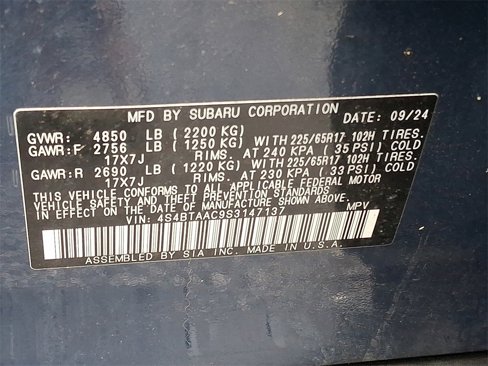 MFD BY SUBARU CORPORATION DATE: 09/24
GVWR: 4850 LB ( 2200 KG)
GAWR:F 2756 LB ( 1250 KG) WITH 225/65R17 102H TIRES.
17X7J RIMS. AT 240 KPA ( 35 PSI) COLD
GAWR:R 2690 LB ( 1220 KG) WITH 225/65R17 102H TIRES.
17X7J RIMS. AT 230 KPA ( 33 PSI) COLD
THIS VEHICLE CONFORMS TO ALL APPLICABLE FEDERAL MOTOR
VEHICLE SAFETY, BUMPER, AND THEFT PREVENTION STANDARDS
IN EFFECT ON THE DATE OF MANUFACTURE SHOWN ABOVE.
VIN: 4S4BTAAC9S3147137 MPV
ASSEMBLED BY SIA INC. MADE IN U.S.A.